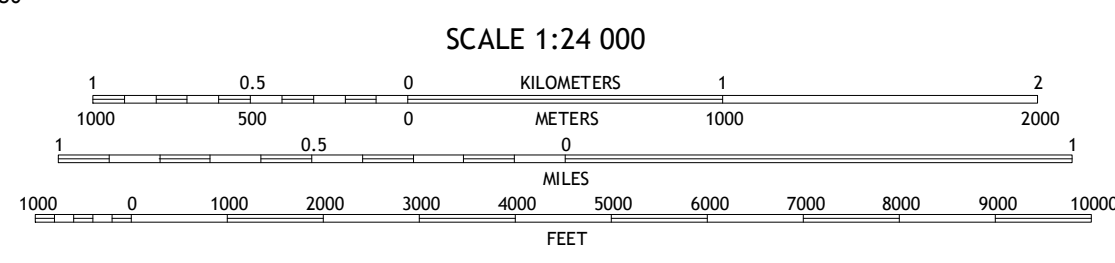 SCALE 1:24 000
1 0.5 0 KILOMETERS 1 2
1000 500 0 METERS 1000 2000
1 0.5 0 1
MILES
1000 0 1000 2000 3000 4000 5000 6000 7000 8000 9000 10000
FEET